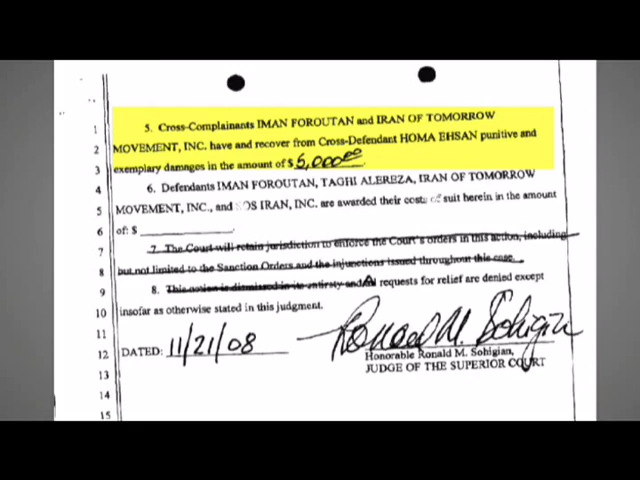 1 5. Cross-Complainants IMAN FOROUTAN and IRAN OF TOMORROW
2 MOVEMENT, INC. have and recover from Cross-Defendant HOMA EHSAN punitive and
3 exemplary damages in the amount of $ 5,000.00
4 6. Defendants IMAN FOROUTAN, TAGHI ALEREZA, IRAN OF TOMORROW
5 MOVEMENT, INC., and SOS IRAN, INC. are awarded their costs of suit herein in the amount
6 of: $
7 7. The Court will retain jurisdiction to enforce the Court's orders in this action, including
8 but not limited to the Sanction Orders and the injunctions issued throughout this case.
9 8. This action is dismissed in its entirety and All requests for relief are denied except
10 insofar as otherwise stated in this judgment.
11
12 DATED: 11/21/08
Ronald M. Sohigian
Honorable Ronald M. Sohigian,
JUDGE OF THE SUPERIOR COURT
13
14
15